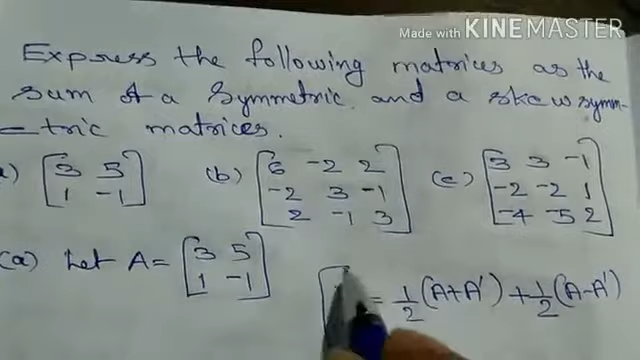 Made with KINEMASTER
Express the following matrices as the
sum of a symmetric and a skew symm-
-tric matrices.
) [3 5 (b) [6 -2 2 (c) [3 3 -1
1 -1] -2 3 -1 -2 -2 1
2 -1 3] -4 -5 2]
(a) Let A = [3 5
1 -1] = 1/2 (A+A') + 1/2 (A-A')